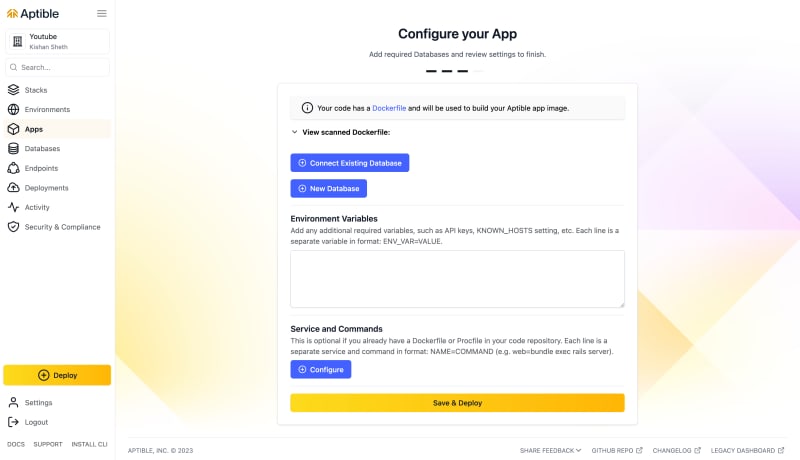 Aptible
Youtube
Kishan Sheth
Search...
Stacks
Environments
Apps
Databases
Endpoints
Deployments
Activity
Security & Compliance
Deploy
Settings
Logout
DOCS SUPPORT INSTALL CLI
Configure your App
Add required Databases and review settings to finish.
Your code has a Dockerfile and will be used to build your Aptible app image.
View scanned Dockerfile:
Connect Existing Database
New Database
Environment Variables
Add any additional required variables, such as API keys, KNOWN_HOSTS setting, etc. Each line is a
separate variable in format: ENV_VAR=VALUE.
Service and Commands
This is optional if you already have a Dockerfile or Procfile in your code repository. Each line is a
separate service and command in format: NAME=COMMAND (e.g. web=bundle exec rails server).
Configure
Save & Deploy
APTIBLE, INC. © 2023
SHARE FEEDBACK GITHUB REPO CHANGELOG LEGACY DASHBOARD